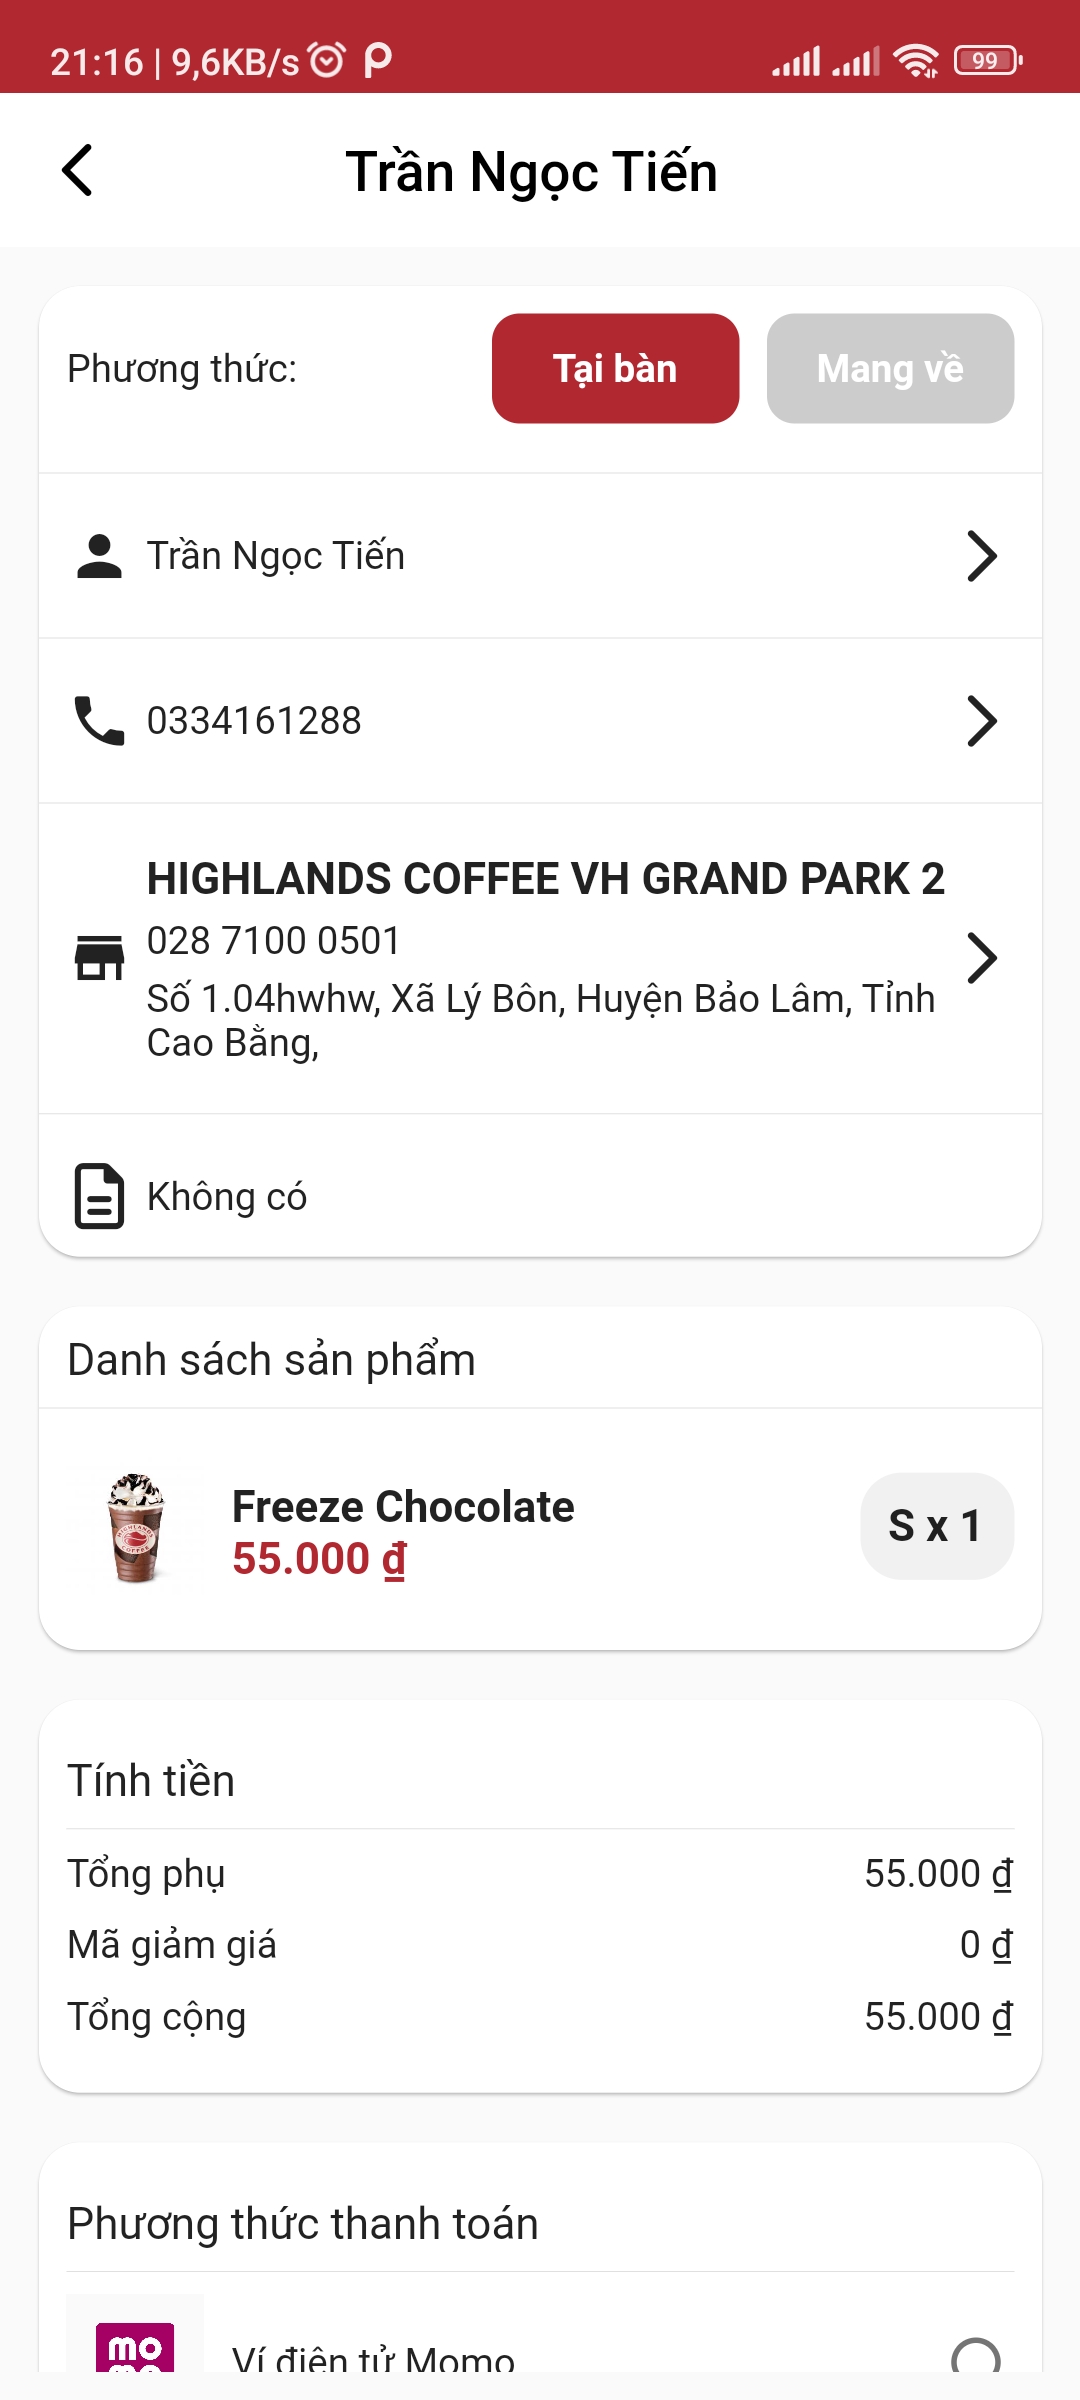 21:16 | 9,6KB/s
99
Trần Ngọc Tiến
Phương thức:
Tại bàn
Mang về
Trần Ngọc Tiến
0334161288
HIGHLANDS COFFEE VH GRAND PARK 2
028 7100 0501
Số 1.04hwhw, Xã Lý Bôn, Huyện Bảo Lâm, Tỉnh
Cao Bằng,
Không có
Danh sách sản phẩm
HIGHLANDS
COFFEE
Freeze Chocolate
55.000 ₫
S x 1
Tính tiền
Tổng phụ
55.000 ₫
Mã giảm giá
0 ₫
Tổng cộng
55.000 ₫
Phương thức thanh toán
mo
mo
Ví điện tử Momo